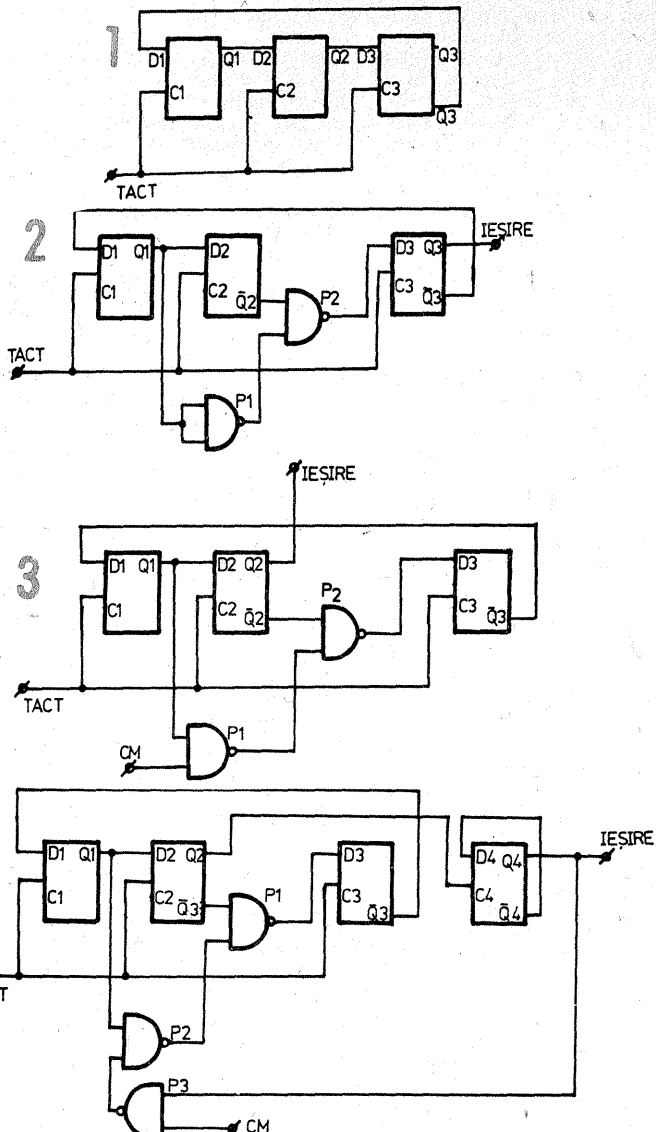 1
D1 Q1 D2 Q2 D3 Q3
C1 C2 C3
Q̅3
TACT
2
IEȘIRE
D1 Q1 D2 D3 Q3
C1 C2 Q̅2 P2 C3 Q̅3
TACT
P1
3
IEȘIRE
D1 Q1 D2 Q2 P2 D3
C1 C2 Q̅2 C3 Q̅3
TACT
P1
CM
D1 Q1 D2 Q2 D3 D4 Q4 IEȘIRE
C1 C2 Q̅3 P1 C3 Q̅3 C4 Q̅4
T
P2
P3
CM